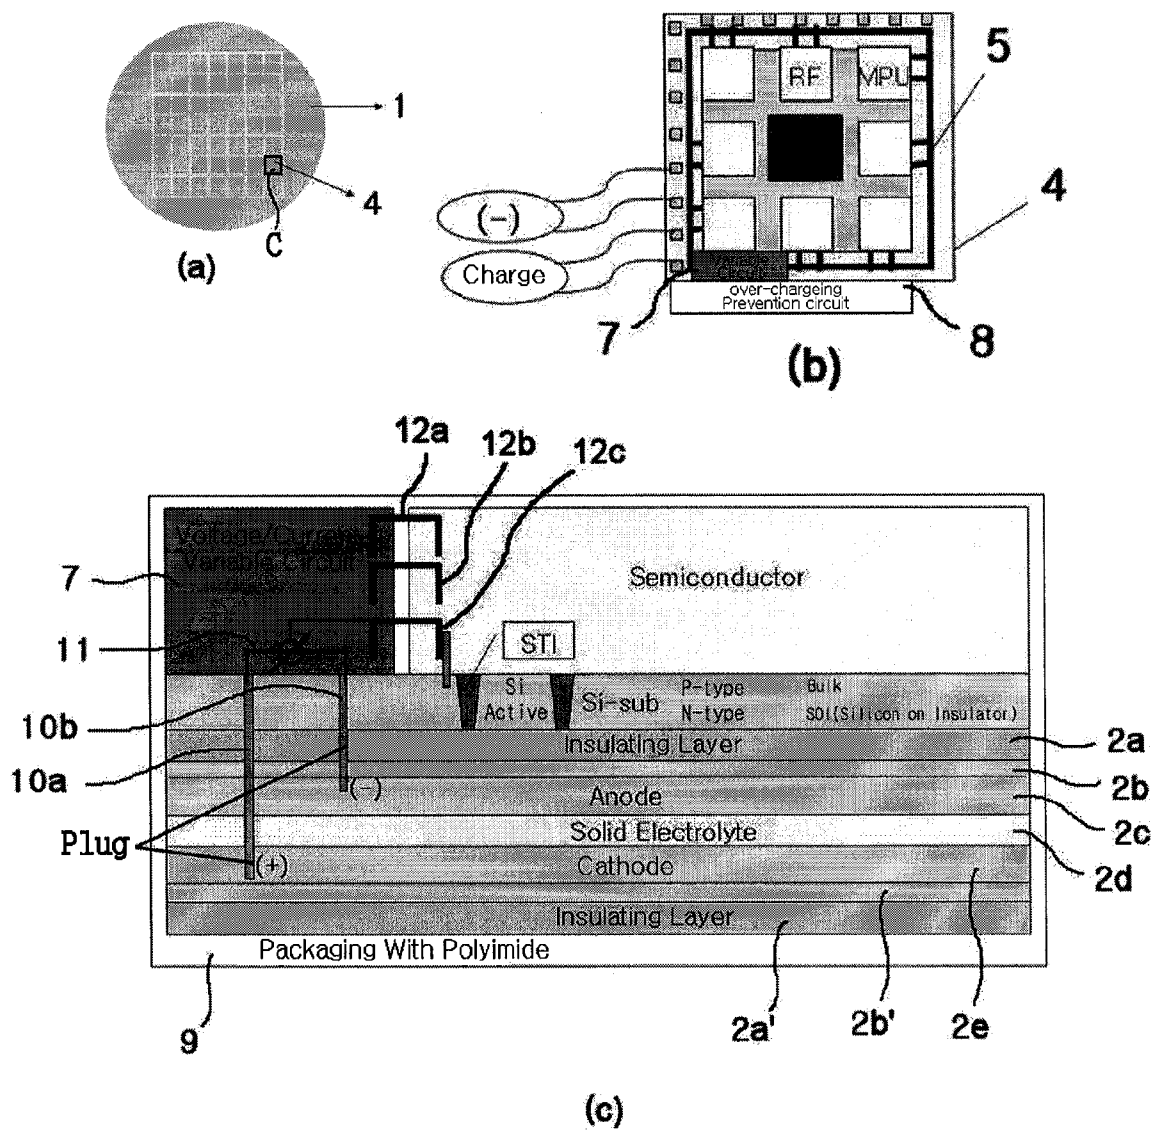 1
4
C
(a)
RF
MPU
5
4
(-)
Charge
Variable
Circuit
over-chargeing
Prevention circuit
7
8
(b)
12a
12b
12c
Voltage/Current
Variable Circuit
7
Semiconductor
11
STI
Si
Active
Si-sub
P-type
N-type
Bulk
SOI(Silicon on Insulator)
10b
10a
Insulating Layer
2a
2b
(-)
Anode
2c
Plug
Solid Electrolyte
2d
(+)
Cathode
Insulating Layer
Packaging With Polyimide
9
2a'
2b'
2e
(c)